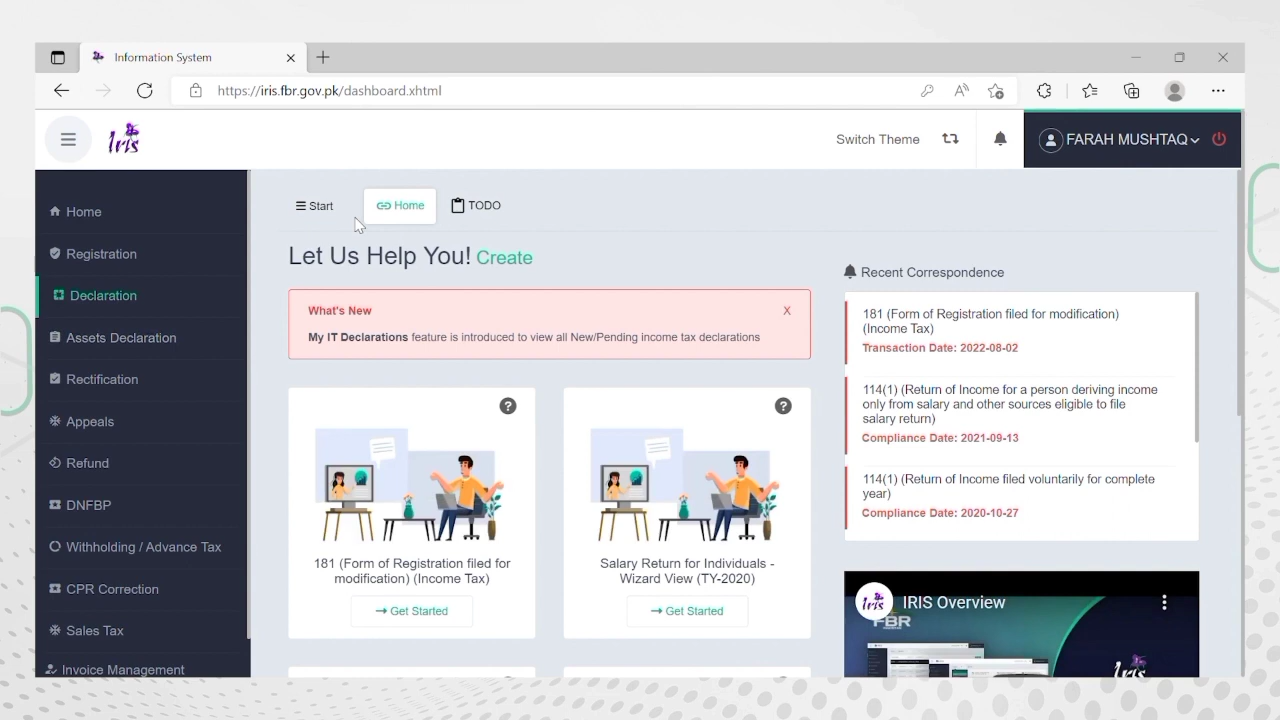 Information System
https://iris.fbr.gov.pk/dashboard.xhtml
Iris
Switch Theme
FARAH MUSHTAQ
Home
Registration
Declaration
Assets Declaration
Rectification
Appeals
Refund
DNFBP
Withholding / Advance Tax
CPR Correction
Sales Tax
Invoice Management
Start
Home
TODO
Let Us Help You! Create
What's New
X
My IT Declarations feature is introduced to view all New/Pending income tax declarations
?
181 (Form of Registration filed for
modification) (Income Tax)
Get Started
?
Salary Return for Individuals -
Wizard View (TY-2020)
Get Started
Recent Correspondence
181 (Form of Registration filed for modification)
(Income Tax)
Transaction Date: 2022-08-02
114(1) (Return of Income for a person deriving income
only from salary and other sources eligible to file
salary return)
Compliance Date: 2021-09-13
114(1) (Return of Income filed voluntarily for complete
year)
Compliance Date: 2020-10-27
Iris
IRIS Overview
FBR
Iris